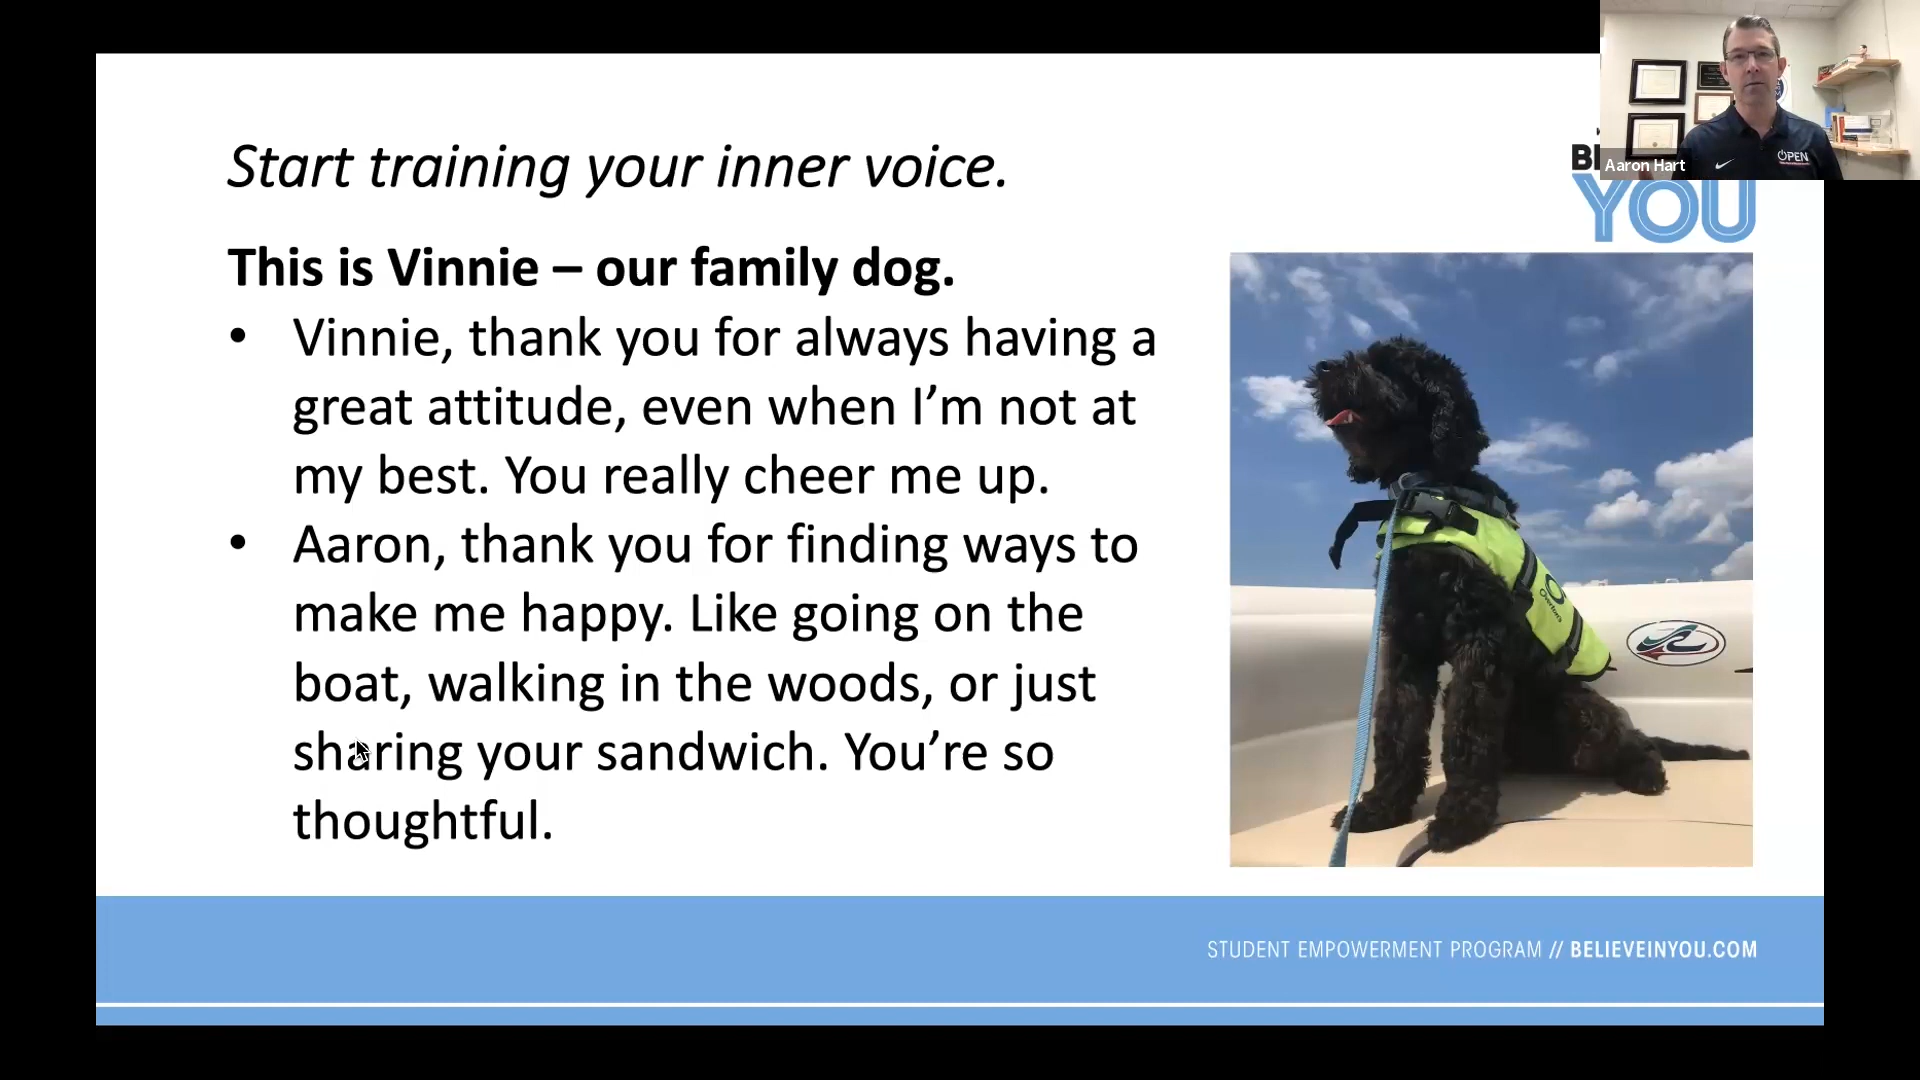 Start training your inner voice.
This is Vinnie – our family dog.
• Vinnie, thank you for always having a
great attitude, even when I’m not at
my best. You really cheer me up.
• Aaron, thank you for finding ways to
make me happy. Like going on the
boat, walking in the woods, or just
sharing your sandwich. You’re so
thoughtful.
YOU
OPEN
Aaron Hart
Overton's
STUDENT EMPOWERMENT PROGRAM // BELIEVEINYOU.COM